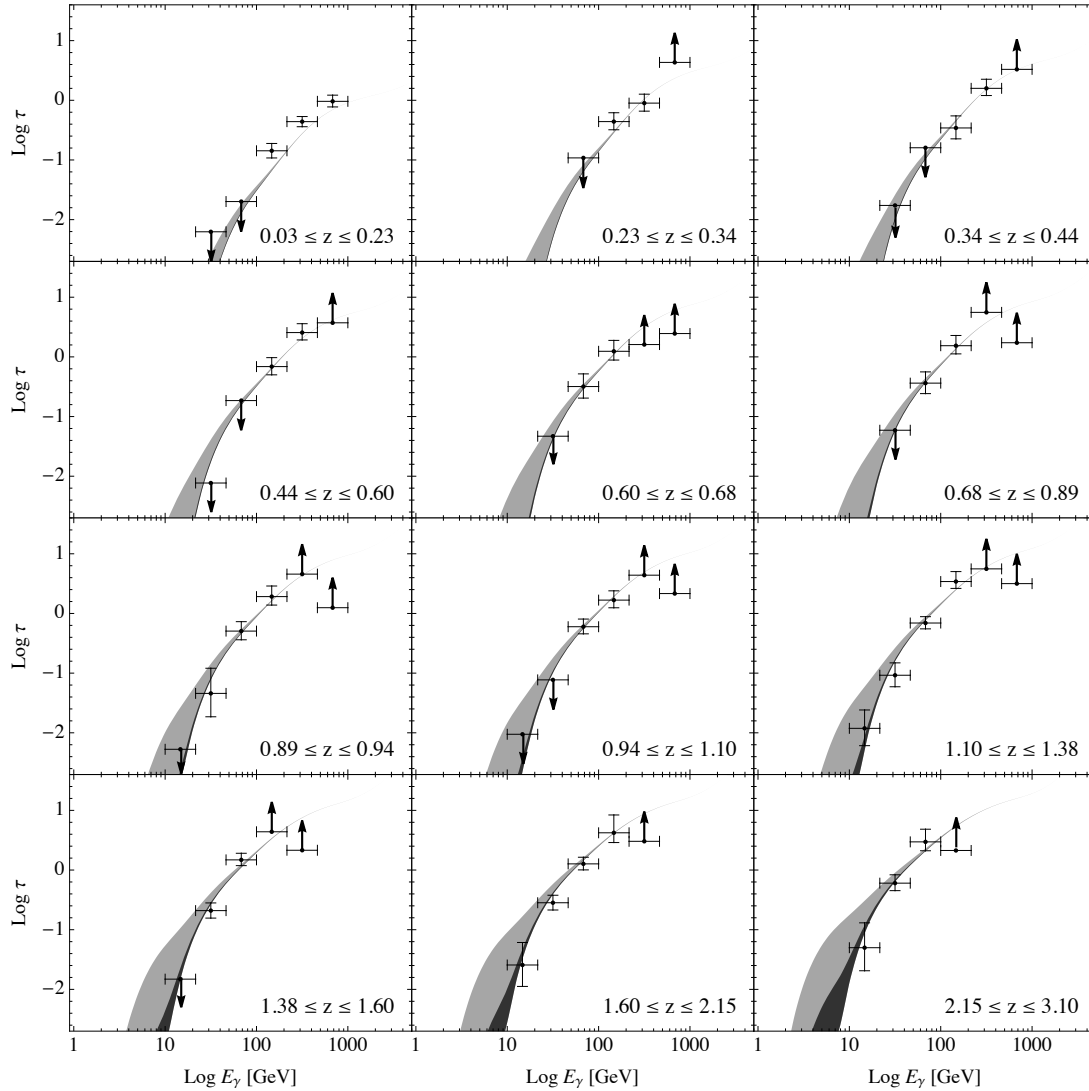 1
0
−1
−2
Log τ
0.03 ≤ z ≤ 0.23
0.23 ≤ z ≤ 0.34
0.34 ≤ z ≤ 0.44
1
0
−1
−2
Log τ
0.44 ≤ z ≤ 0.60
0.60 ≤ z ≤ 0.68
0.68 ≤ z ≤ 0.89
1
0
−1
−2
Log τ
0.89 ≤ z ≤ 0.94
0.94 ≤ z ≤ 1.10
1.10 ≤ z ≤ 1.38
1
0
−1
−2
Log τ
1.38 ≤ z ≤ 1.60
1.60 ≤ z ≤ 2.15
2.15 ≤ z ≤ 3.10
1 10 100 1000 1 10 100 1000 1 10 100 1000
Log Eγ [GeV] Log Eγ [GeV] Log Eγ [GeV]